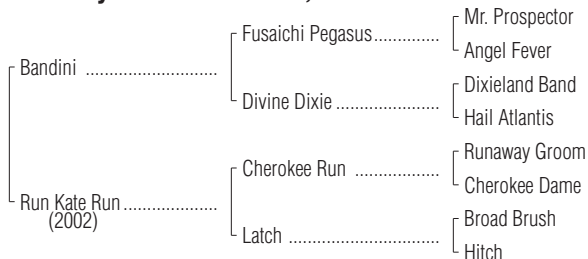 Mr. Prospector
Fusaichi Pegasus..............
Angel Fever
Bandini ............................
Dixieland Band
Divine Dixie ......................
Hail Atlantis
Runaway Groom
Cherokee Run ..................
Cherokee Dame
Run Kate Run....................
(2002)
Broad Brush
Latch ................................
Hitch